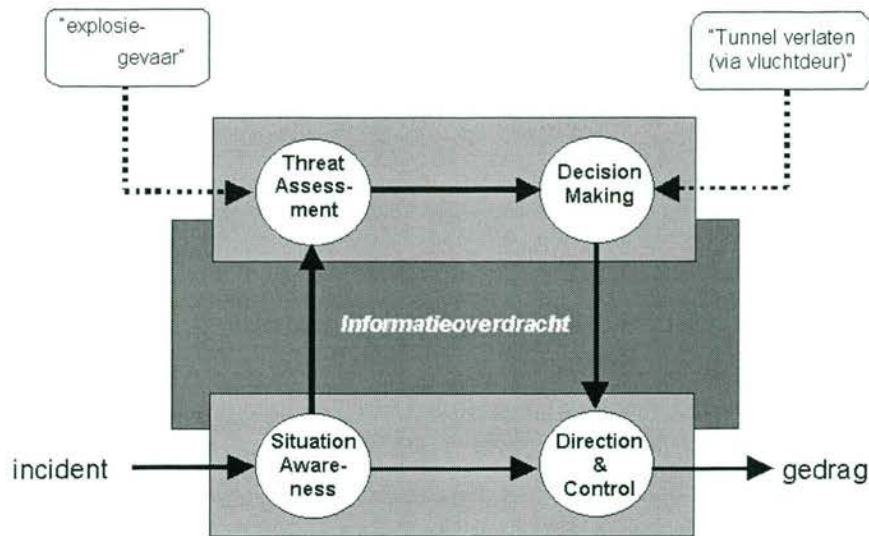 "explosie-
gevaar"
"Tunnel verlaten
(via vluchtdeur)"
Threat
Assess-
ment
Decision
Making
Informatieoverdracht
incident
Situation
Aware-
ness
Direction
&
Control
gedrag